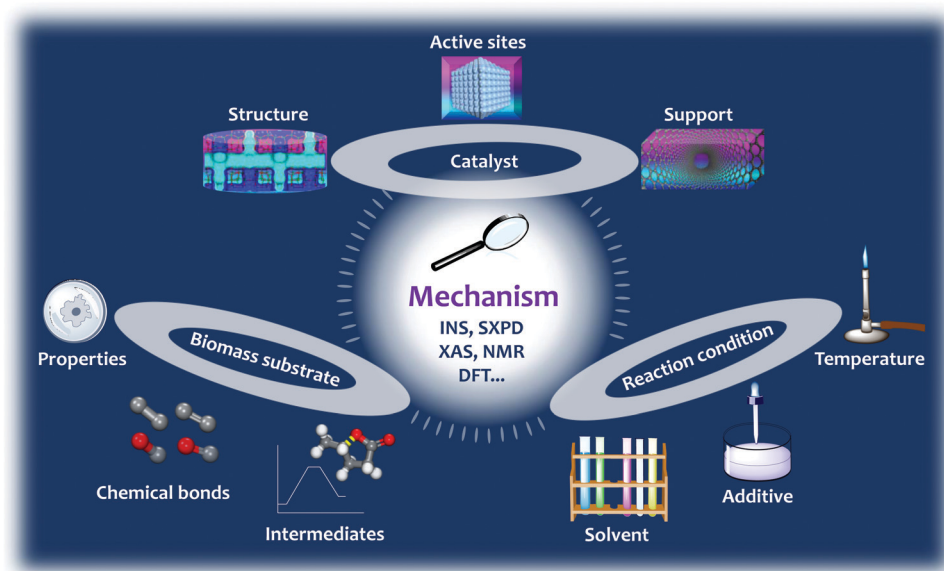 Active sites
Structure
Support
Catalyst
Mechanism
INS, SXPD
XAS, NMR
DFT...
Properties
Biomass substrate
Reaction condition
Temperature
Chemical bonds
Intermediates
Solvent
Additive